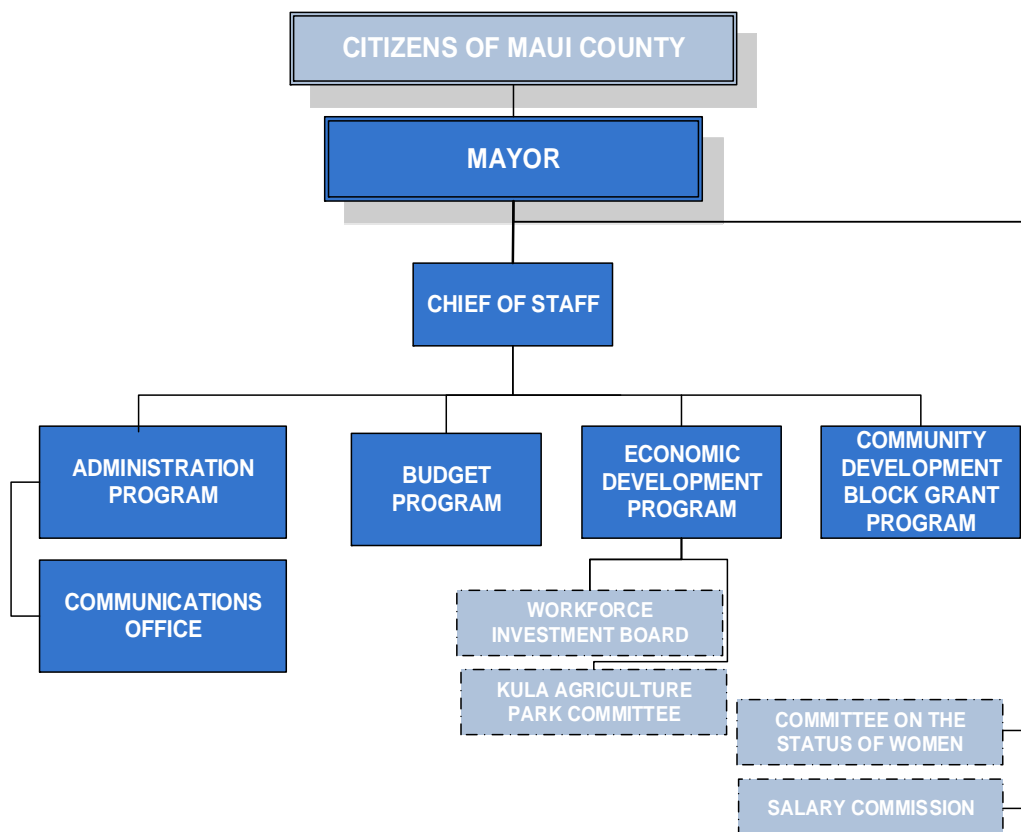 CITIZENS OF MAUI COUNTY
MAYOR
CHIEF OF STAFF
ADMINISTRATION
PROGRAM
BUDGET
PROGRAM
ECONOMIC
DEVELOPMENT
PROGRAM
COMMUNITY
DEVELOPMENT
BLOCK GRANT
PROGRAM
COMMUNICATIONS
OFFICE
WORKFORCE
INVESTMENT BOARD
KULA AGRICULTURE
PARK COMMITTEE
COMMITTEE ON THE
STATUS OF WOMEN
SALARY COMMISSION